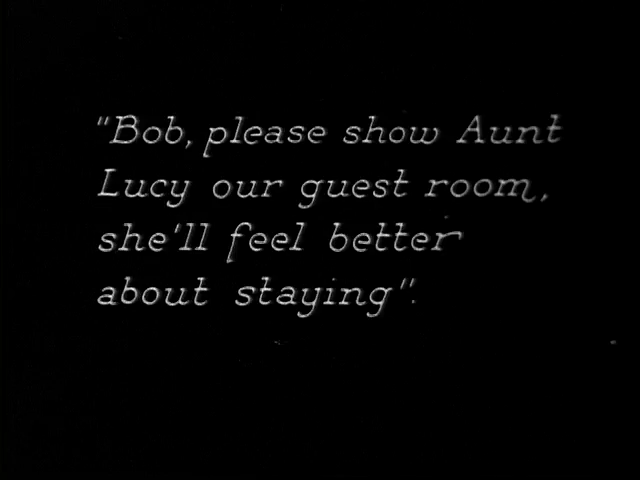 "Bob, please show Aunt
Lucy our guest room,
she'll feel better
about staying".